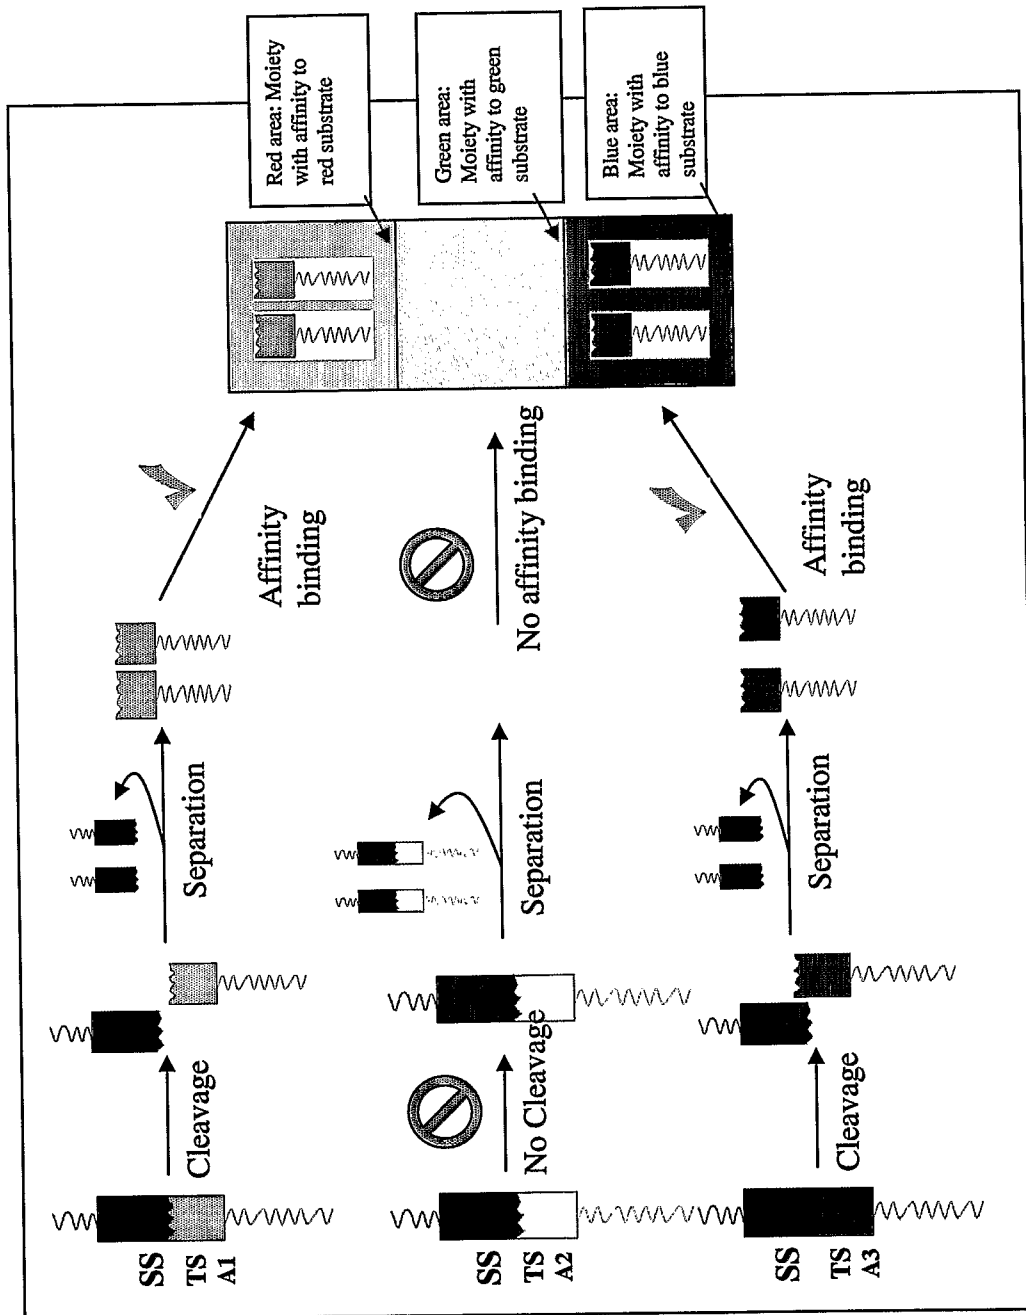 SS
TS
A1
Cleavage
Separation
Affinity
binding
Red area: Moiety
with affinity to
red substrate
SS
TS
A2
No Cleavage
Separation
No affinity binding
Green area:
Moiety with
affinity to green
substrate
SS
TS
A3
Cleavage
Separation
Affinity
binding
Blue area:
Moiety with
affinity to blue
substrate